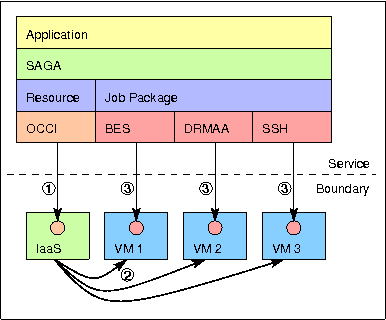 Application
SAGA
Resource Job Package
OCCI BES DRMAA SSH
Service
① ③ ③ ③
Boundary
IaaS VM 1 VM 2 VM 3
②